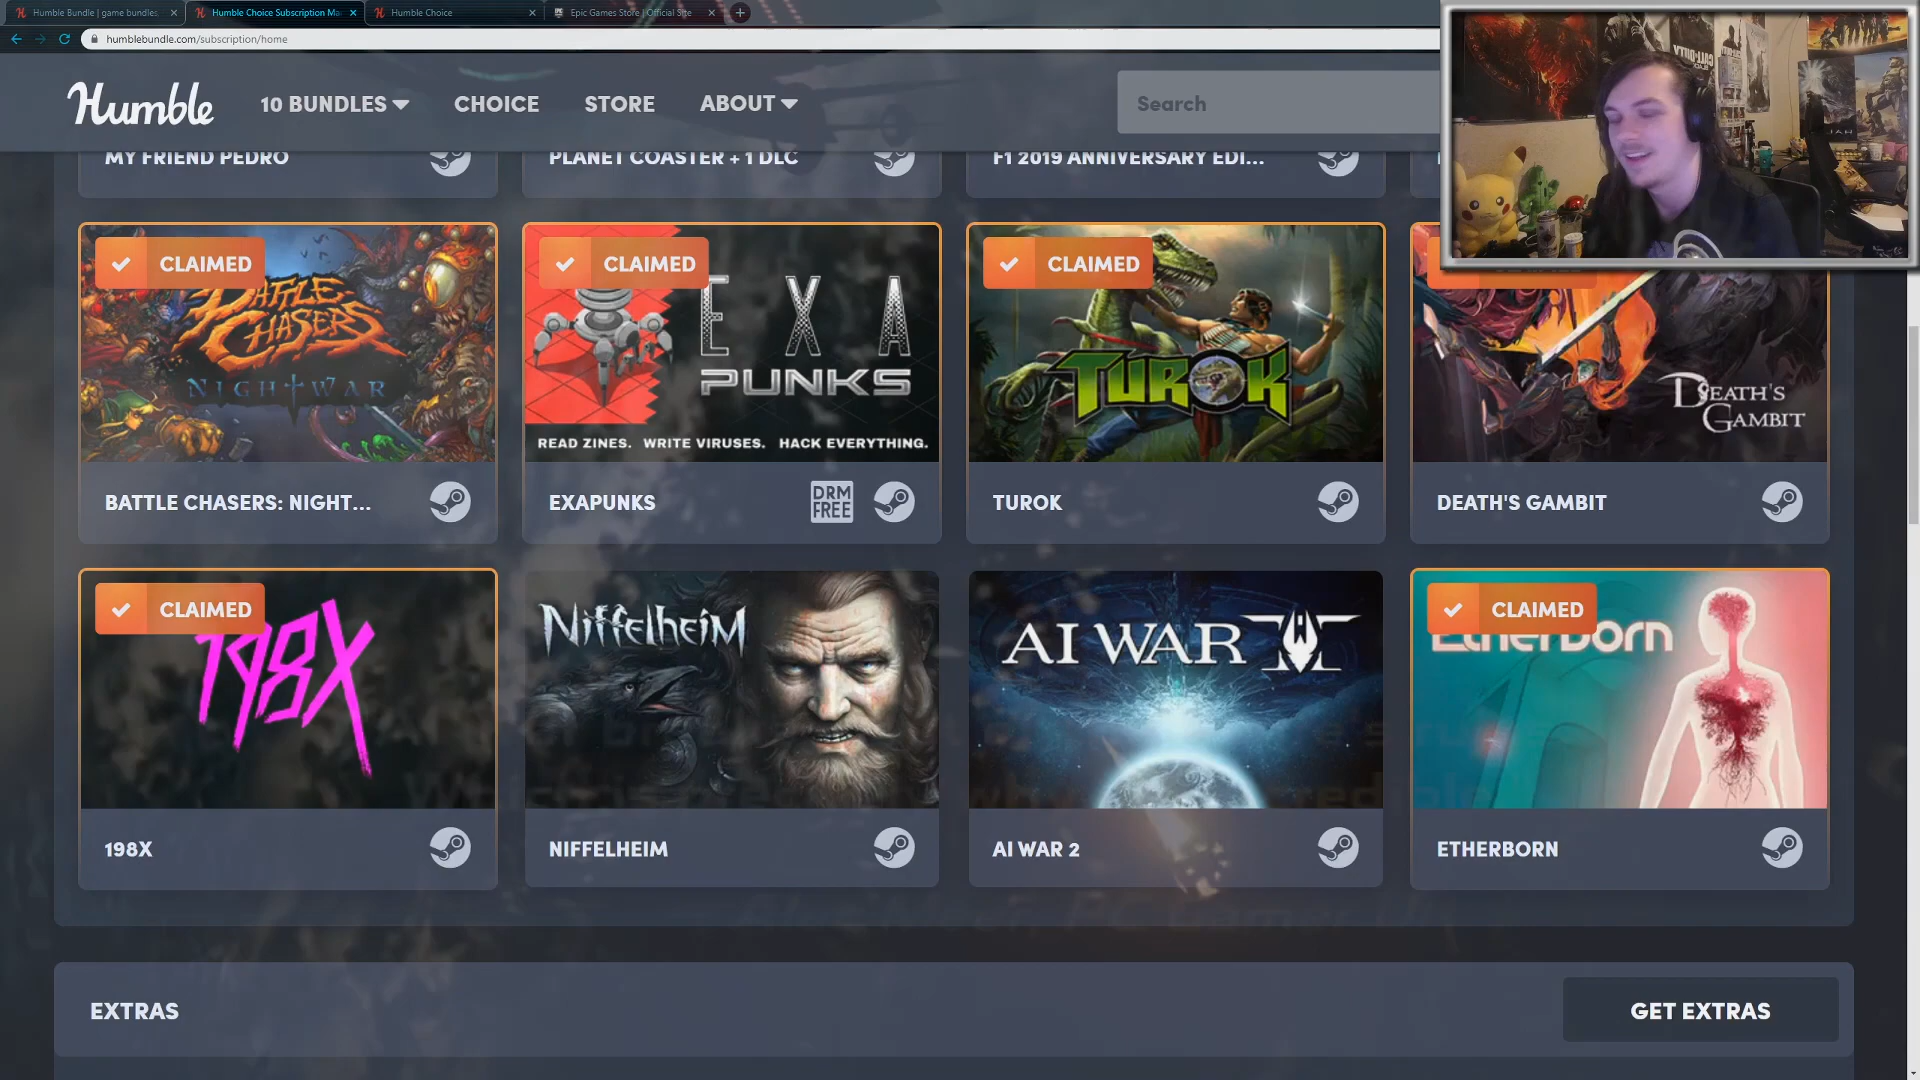 Humble Bundle | game bundles,
Humble Choice Subscription Ma
Humble Choice
Epic Games Store | Official Site
humblebundle.com/subscription/home
Humble
10 BUNDLES
CHOICE
STORE
ABOUT
Search
MY FRIEND PEDRO
PLANET COASTER + 1 DLC
F1 2019 ANNIVERSARY EDI...
CLAIMED
BATTLE CHASERS
NIGHTWAR
CLAIMED
EXA
PUNKS
READ ZINES. WRITE VIRUSES. HACK EVERYTHING.
CLAIMED
TUROK
DEATH'S
GAMBIT
BATTLE CHASERS: NIGHT...
EXAPUNKS
DRM
FREE
TUROK
DEATH'S GAMBIT
CLAIMED
198X
Niffelheim
AI WAR
CLAIMED
Etherborn
198X
NIFFELHEIM
AI WAR 2
ETHERBORN
EXTRAS
GET EXTRAS